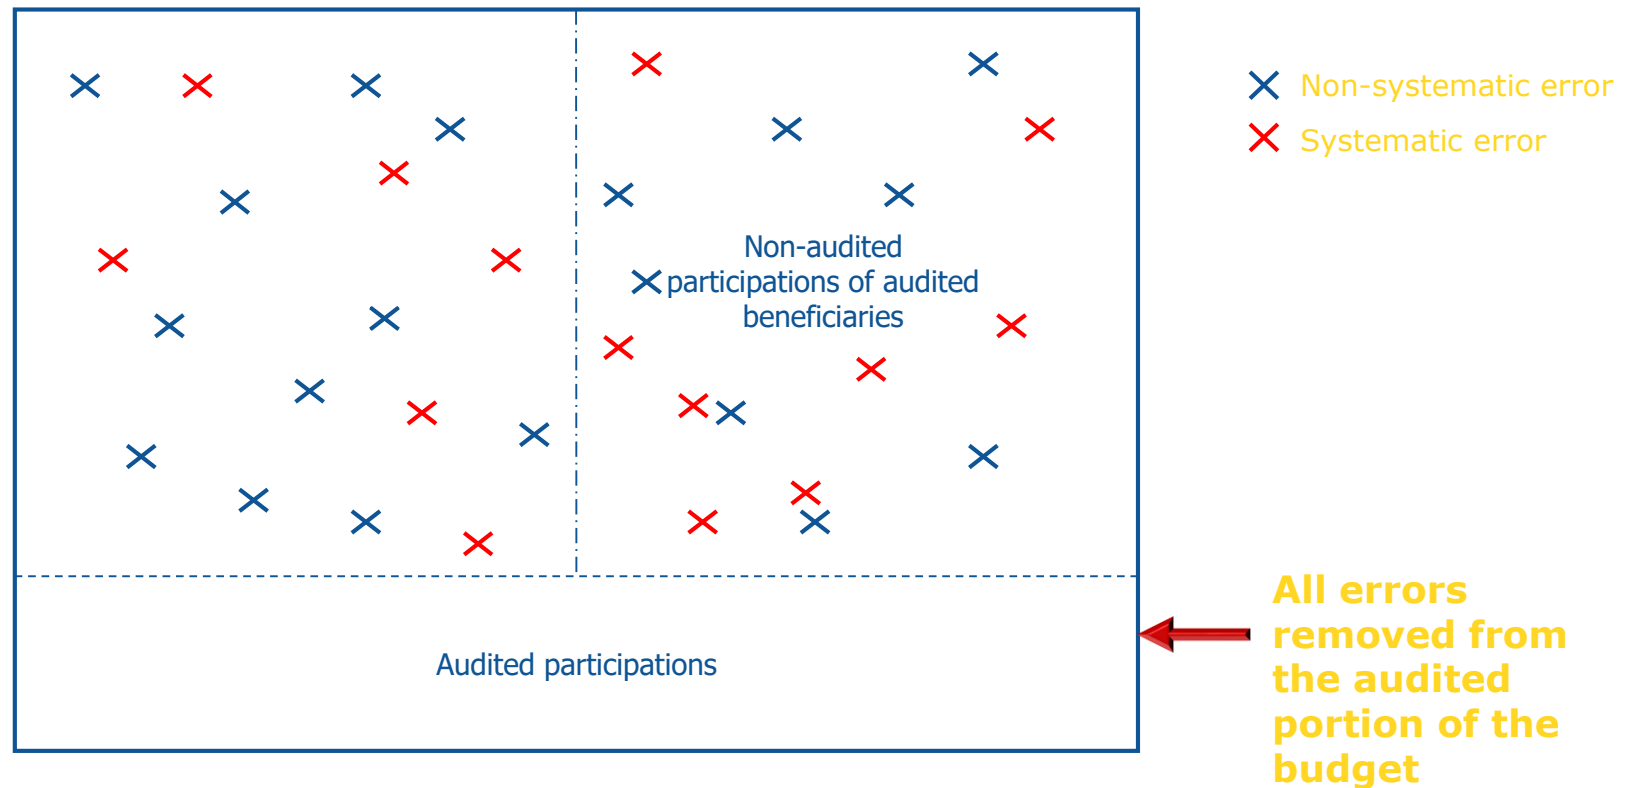 Non-systematic error
Systematic error
Non-audited
participations of audited
beneficiaries
Audited participations
All errors
removed from
the audited
portion of the
budget